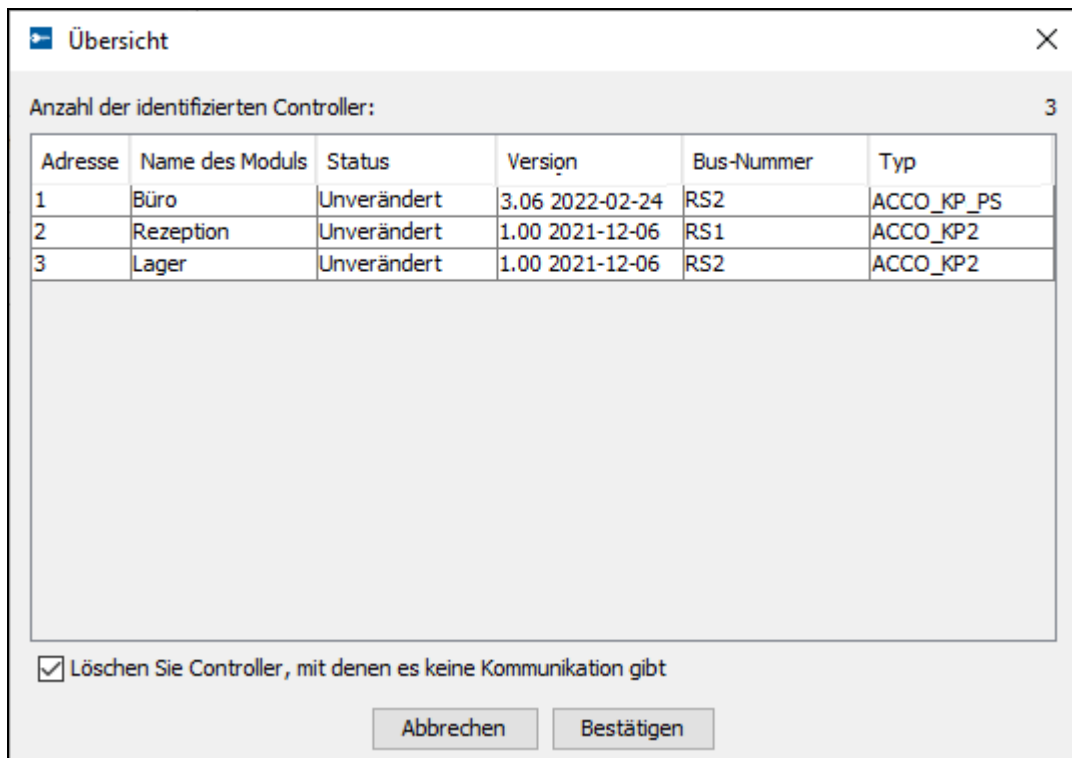 Übersicht
Anzahl der identifizierten Controller: 3
Adresse Name des Moduls Status Version Bus-Nummer Typ
1 Büro Unverändert 3.06 2022-02-24 RS2 ACCO_KP_PS
2 Rezeption Unverändert 1.00 2021-12-06 RS1 ACCO_KP2
3 Lager Unverändert 1.00 2021-12-06 RS2 ACCO_KP2
Löschen Sie Controller, mit denen es keine Kommunikation gibt
Abbrechen Bestätigen